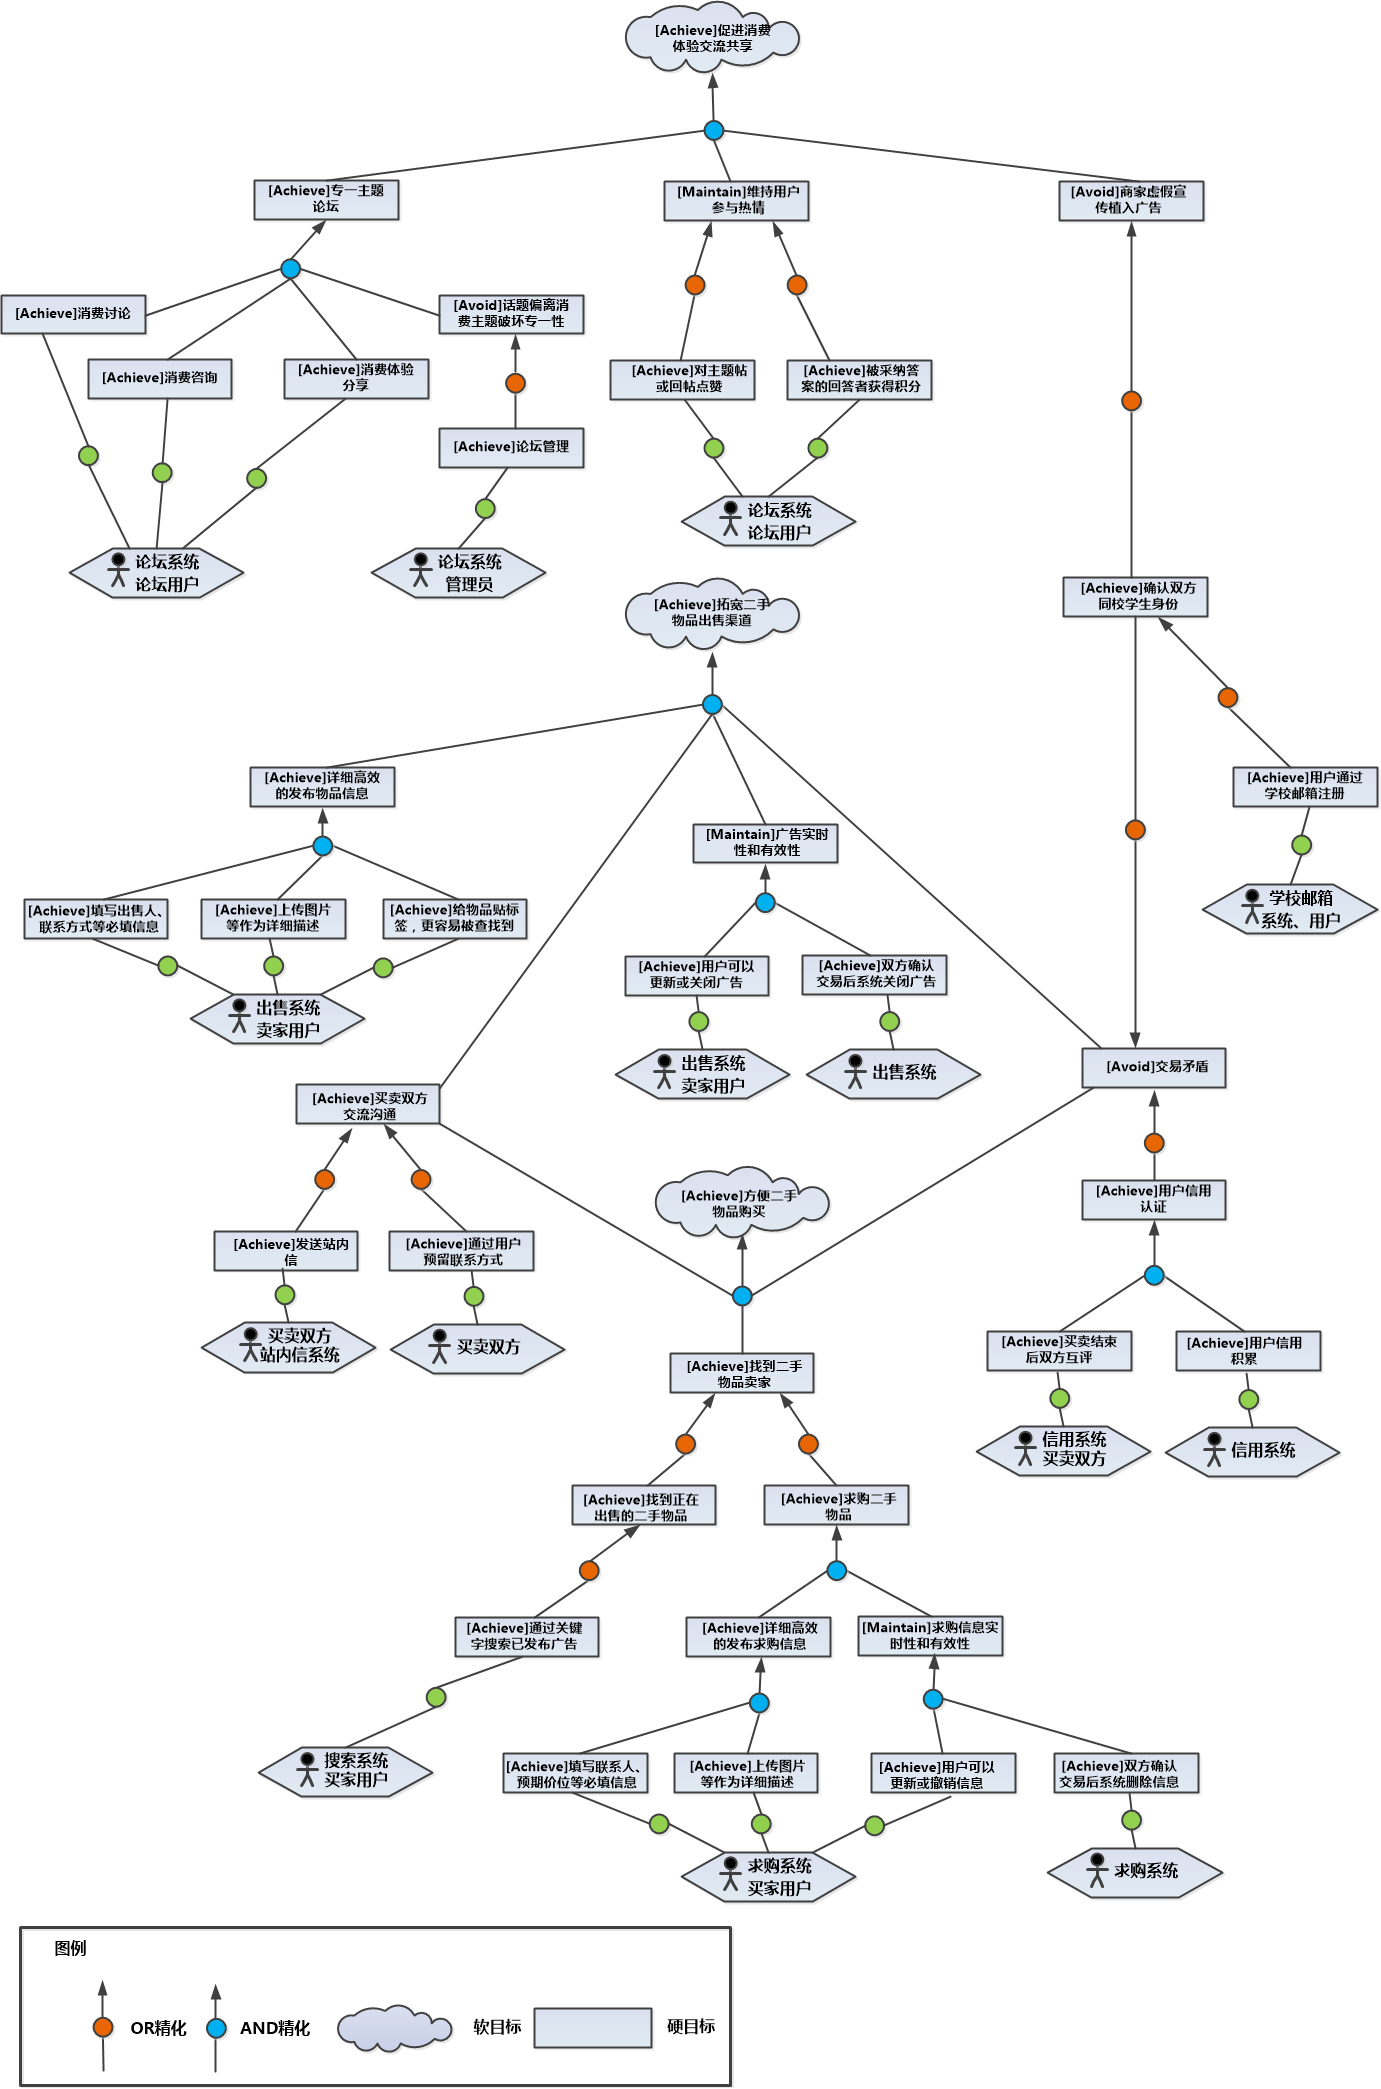 [Achieve]促进消费
体验交流共享
[Achieve]专一主题
论坛
[Maintain]维持用户
参与热情
[Avoid]商家虚假宣
传植入广告
[Achieve]消费讨论
[Avoid]话题偏离消
费主题破坏专一性
[Achieve]消费咨询
[Achieve]消费体验
分享
[Achieve]对主题帖
或回帖点赞
[Achieve]被采纳答
案的回答者获得积分
[Achieve]论坛管理
论坛系统
论坛用户
论坛系统
论坛用户
论坛系统
管理员
[Achieve]拓宽二手
物品出售渠道
[Achieve]确认双方
同校学生身份
[Achieve]详细高效
的发布物品信息
[Achieve]用户通过
学校邮箱注册
[Maintain]广告实时
性和有效性
[Achieve]填写出售人、
联系方式等必填信息
[Achieve]上传图片
等作为详细描述
[Achieve]给物品贴标
签，更容易被查找到
学校邮箱
系统、用户
[Achieve]用户可以
更新或关闭广告
[Achieve]双方确认
交易后系统关闭广告
出售系统
卖家用户
出售系统
卖家用户
出售系统
[Avoid]交易矛盾
[Achieve]买卖双方
交流沟通
[Achieve]方便二手
物品购买
[Achieve]用户信用
认证
[Achieve]发送站内
信
[Achieve]通过用户
预留联系方式
买卖双方
站内信系统
买卖双方
[Achieve]找到二手
物品卖家
[Achieve]买卖结束
后双方互评
[Achieve]用户信用
积累
信用系统
买卖双方
信用系统
[Achieve]找到正在
出售的二手物品
[Achieve]求购二手
物品
[Achieve]通过关键
字搜索已发布广告
[Achieve]详细高效
的发布求购信息
[Maintain]求购信息实
时性和有效性
搜索系统
买家用户
[Achieve]填写联系人、
预期价位等必填信息
[Achieve]上传图片
等作为详细描述
[Achieve]用户可以
更新或撤销信息
[Achieve]双方确认
交易后系统删除信息
求购系统
买家用户
求购系统
图例
OR精化
AND精化
软目标
硬目标